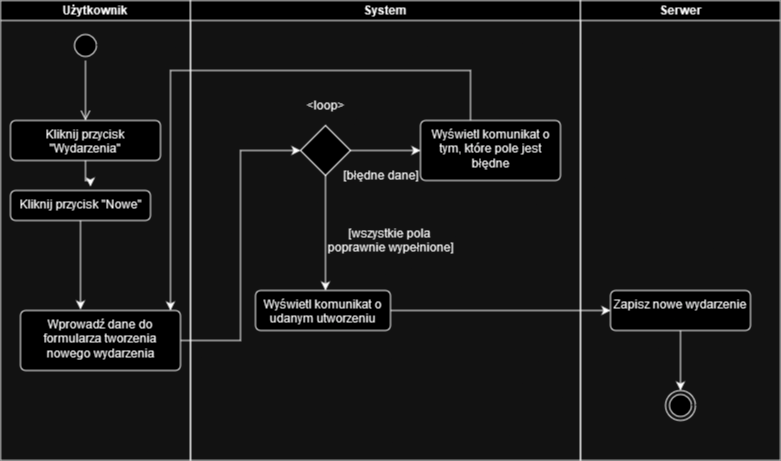 Użytkownik
System
Serwer
<loop>
Kliknij przycisk
"Wydarzenia"
Wyświetl komunikat o
tym, które pole jest
błędne
[błędne dane]
Kliknij przycisk "Nowe"
[wszystkie pola
poprawnie wypełnione]
Wyświetl komunikat o
udanym utworzeniu
Zapisz nowe wydarzenie
Wprowadź dane do
formularza tworzenia
nowego wydarzenia